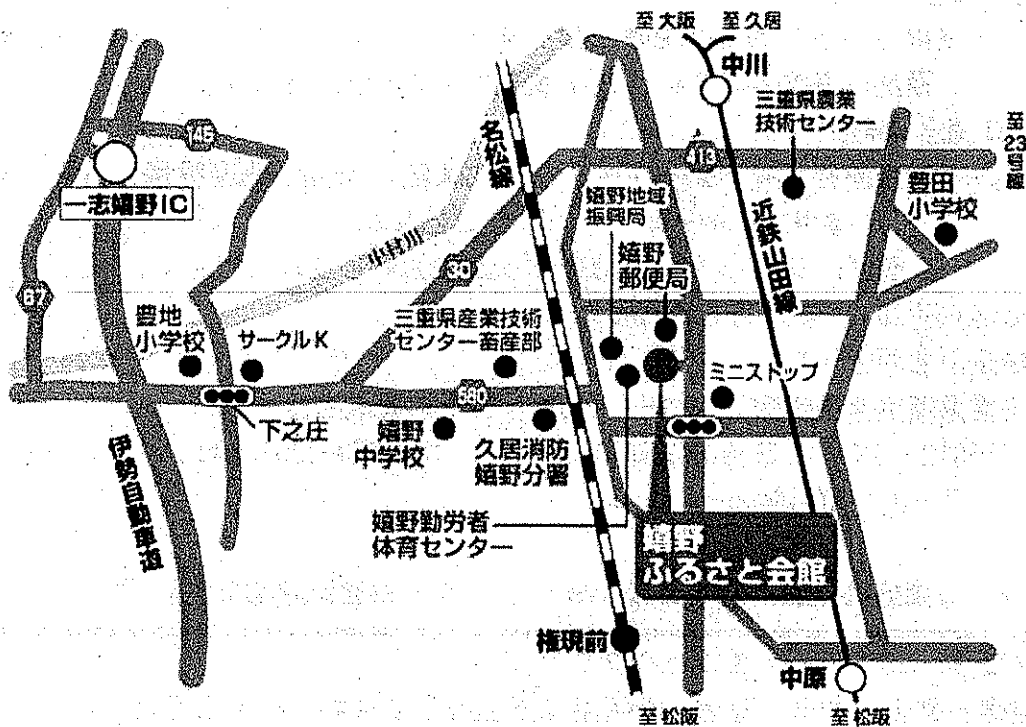 至大阪
至久居
中川
三重県農業
技術センター
至
23
号
線
45
名松線
413
一志嬉野IC
嬉野地域
振興局
豊田
小学校
中村川
近鉄山田線
30
嬉野
郵便局
67
豊地
小学校
サークルK
三重県産業技術
センター畜産部
ミニストップ
580
下之庄
嬉野
中学校
久居消防
嬉野分署
伊勢自動車道
嬉野勤労者
体育センター
嬉野
ふるさと会館
権現前
中原
至松阪
至松阪